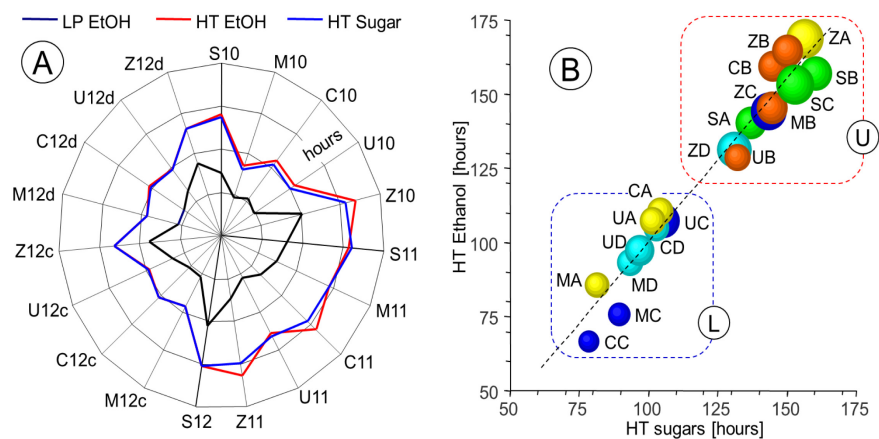 LP EtOH HT EtOH HT Sugar
A
S10
M10
C10
U10
Z10
S11
M11
C11
U11
Z11
S12
M12c
C12c
U12c
Z12c
M12d
C12d
U12d
Z12d
hours
B
HT Ethanol [hours]
175
150
125
100
75
50
50 75 100 125 150 175
HT sugars [hours]
ZA
ZB
CB
SB
ZC
SC
SA
MB
ZD
UB
U
CA
UA
UC
UD
CD
MA
MD
MC
CC
L